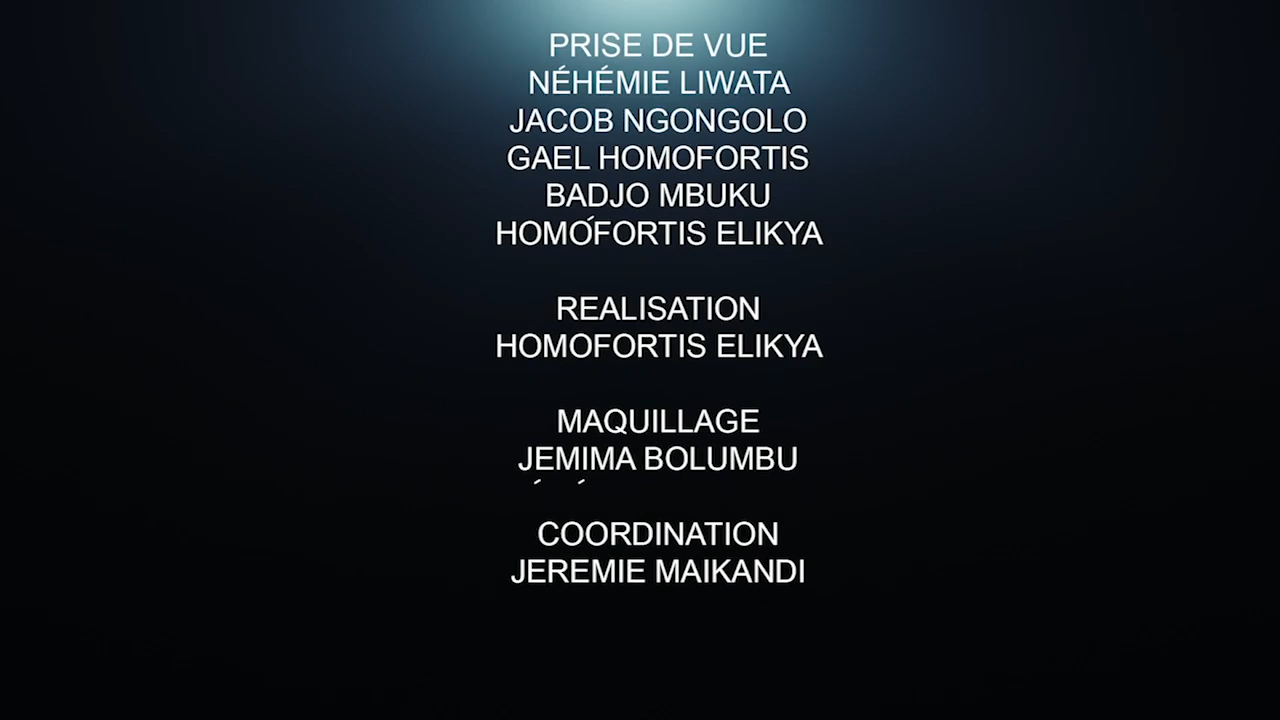 PRISE DE VUE
NÉHÉMIE LIWATA
JACOB NGONGOLO
GAEL HOMOFORTIS
BADJO MBUKU
HOMOFORTIS ELIKYA
REALISATION
HOMOFORTIS ELIKYA
MAQUILLAGE
JEMIMA BOLUMBU
COORDINATION
JEREMIE MAIKANDI